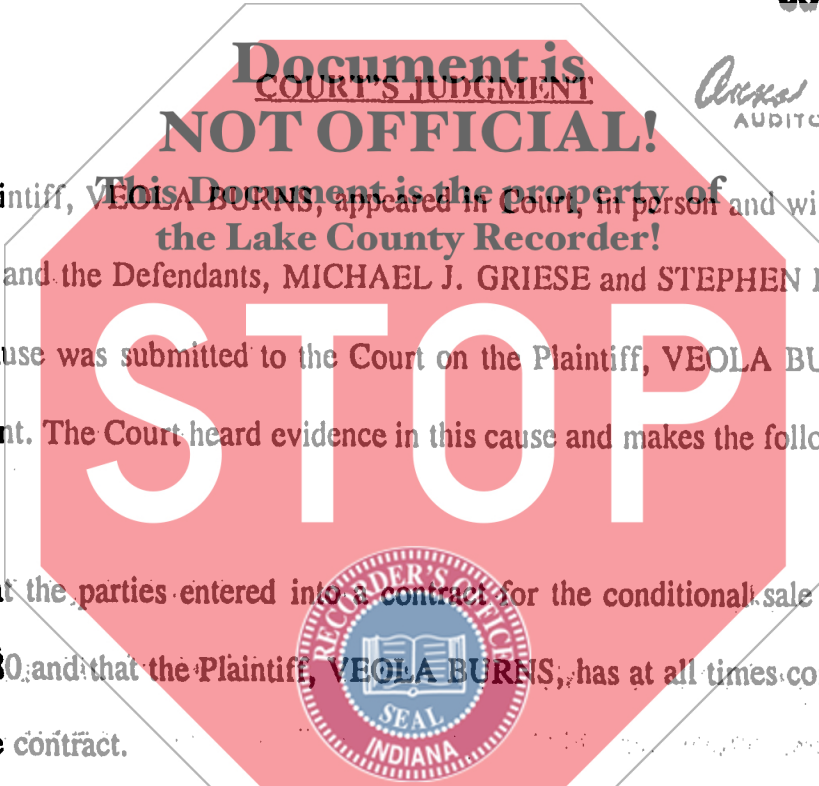 Document is
COURT'S JUDGMENT
NOT OFFICIAL!
AUDITO
This Document is the property of
intiff, VEOLA BURNS, appeared in Court, in person and wi
the Lake County Recorder!
and the Defendants, MICHAEL J. GRIESE and STEPHEN
use was submitted to the Court on the Plaintiff, VEOLA BU
nt. The Court heard evidence in this cause and makes the follo
STOP
t the parties entered into a contract for the conditional sale
0 and that the Plaintiff, VEOLA BURNS, has at all times co
contract.
RECORDER'S OFFICE
SEAL
INDIANA